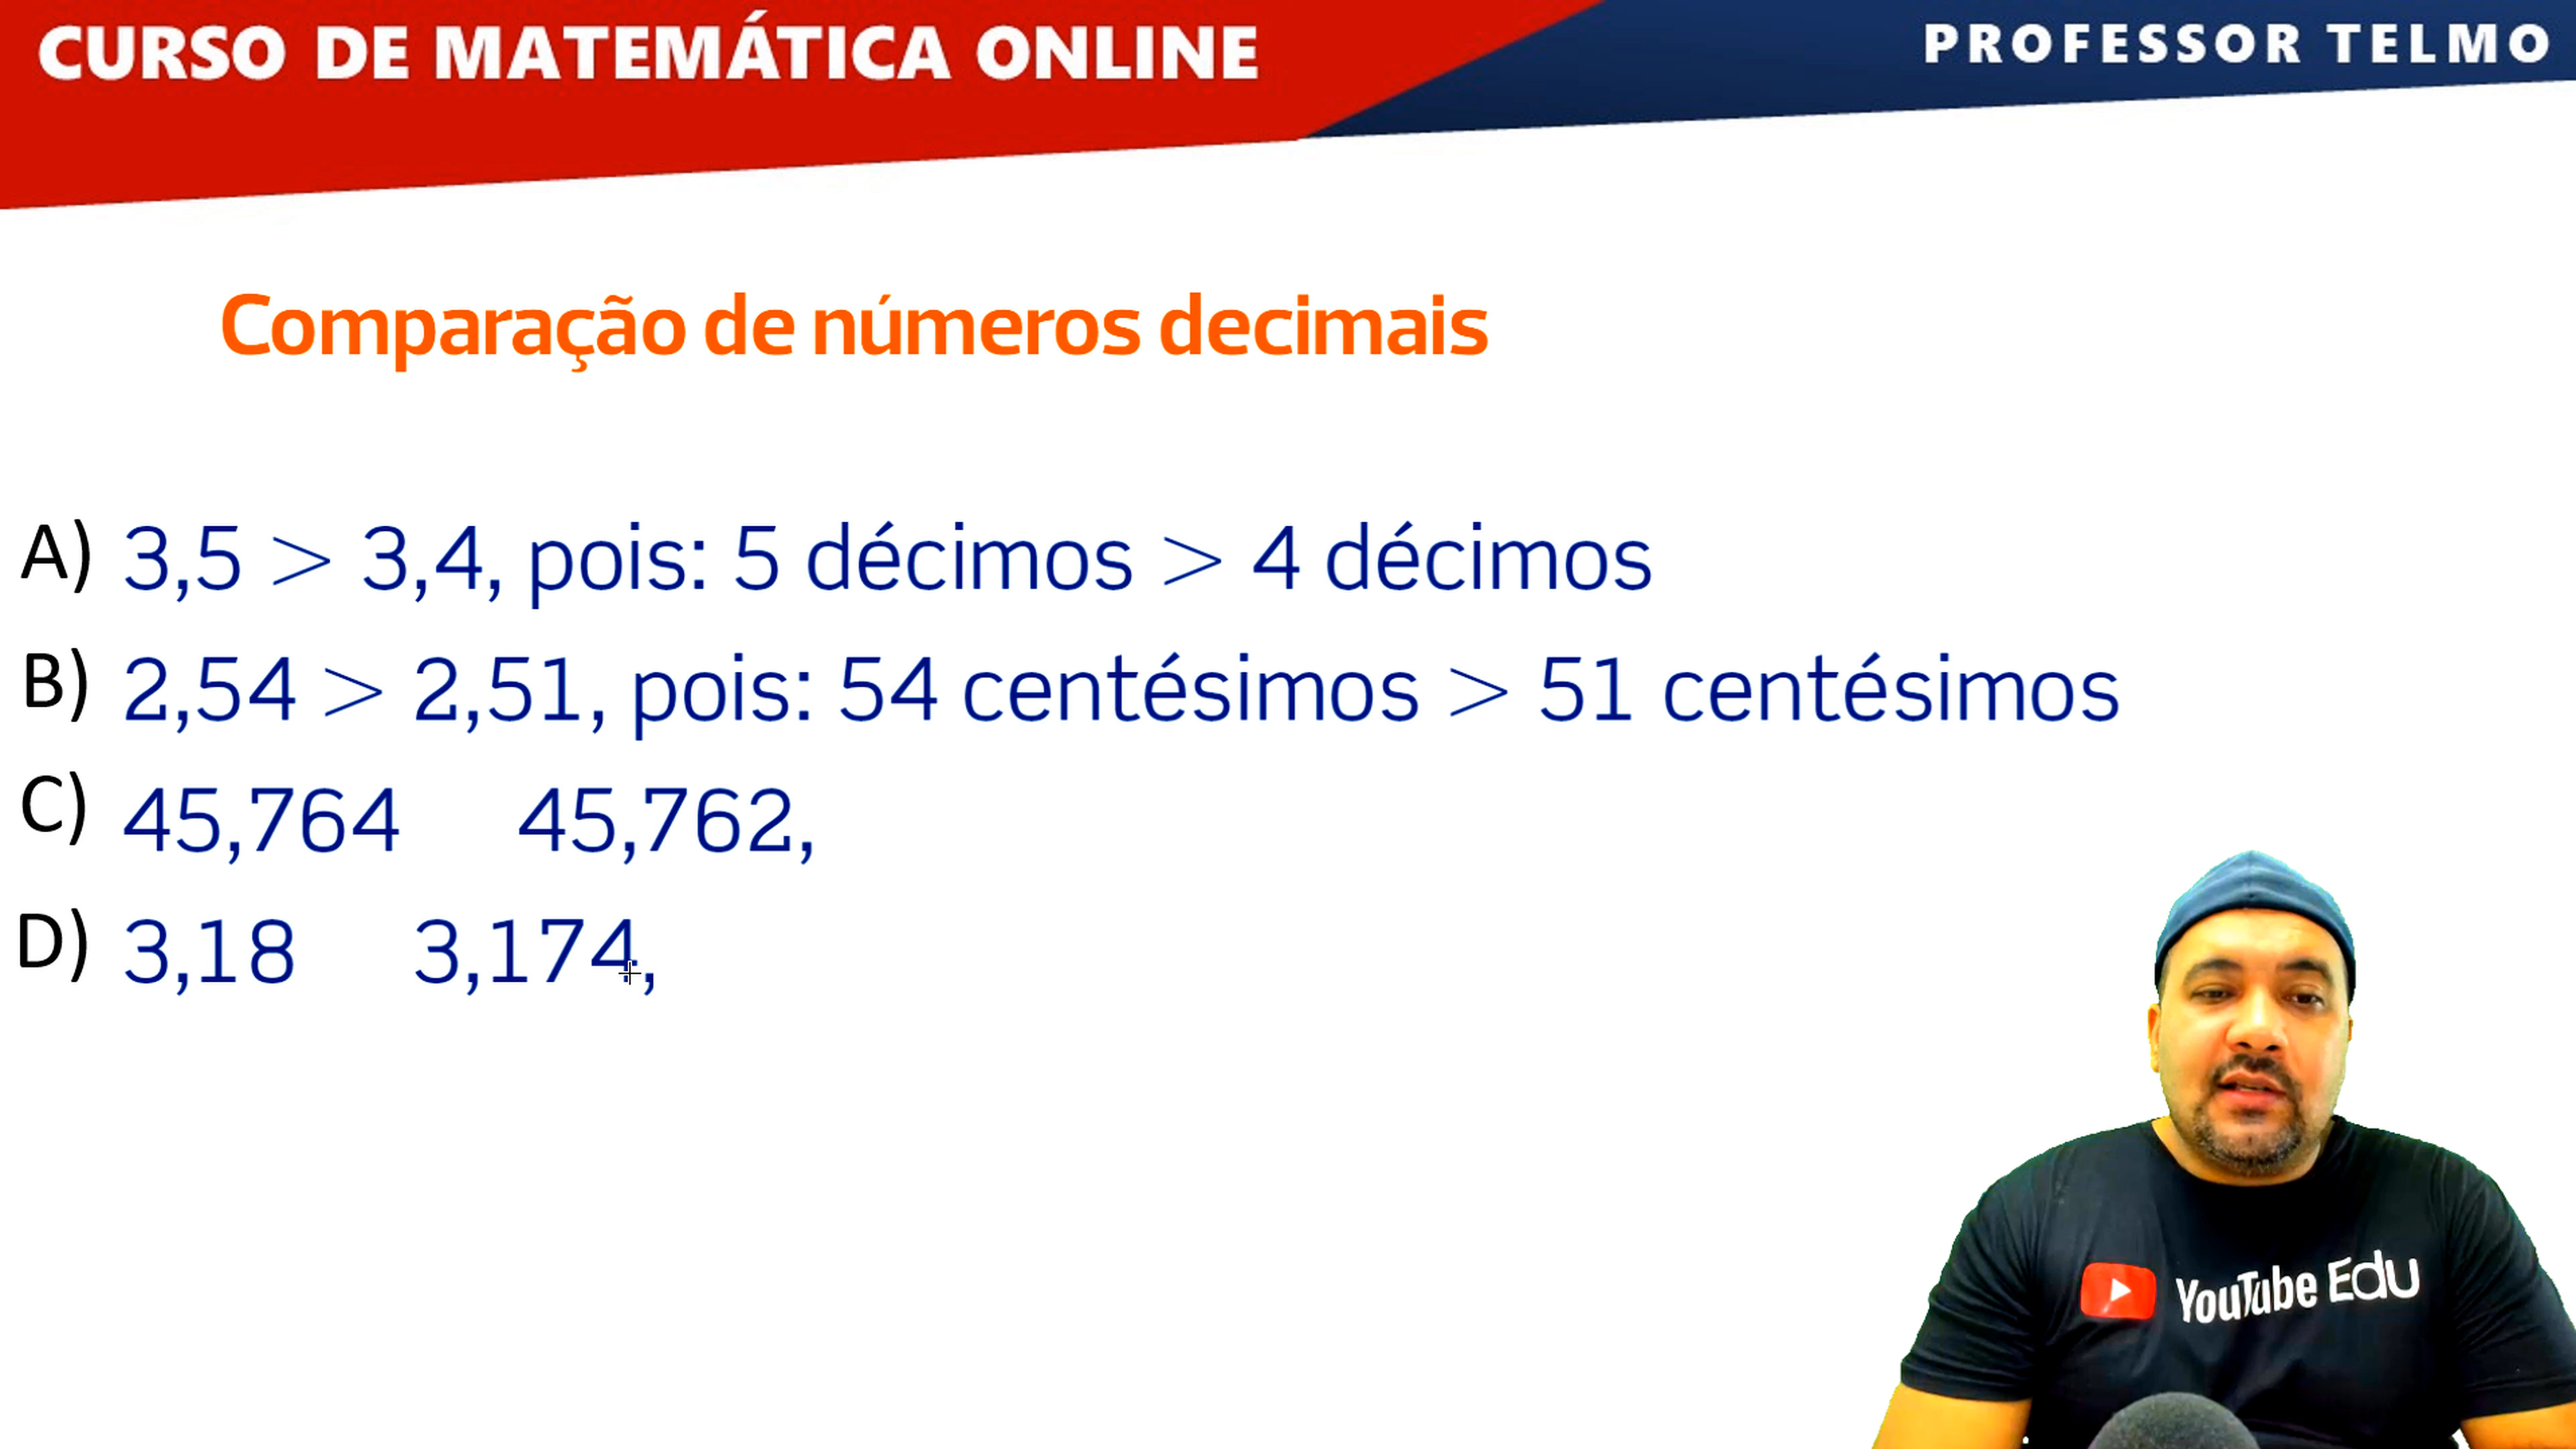 CURSO DE MATEMÁTICA ONLINE
PROFESSOR TELMO
Comparação de números decimais
A) 3,5 > 3,4, pois: 5 décimos > 4 décimos
B) 2,54 > 2,51, pois: 54 centésimos > 51 centésimos
C) 45,764 45,762,
D) 3,18 3,174,
YouTube Edu